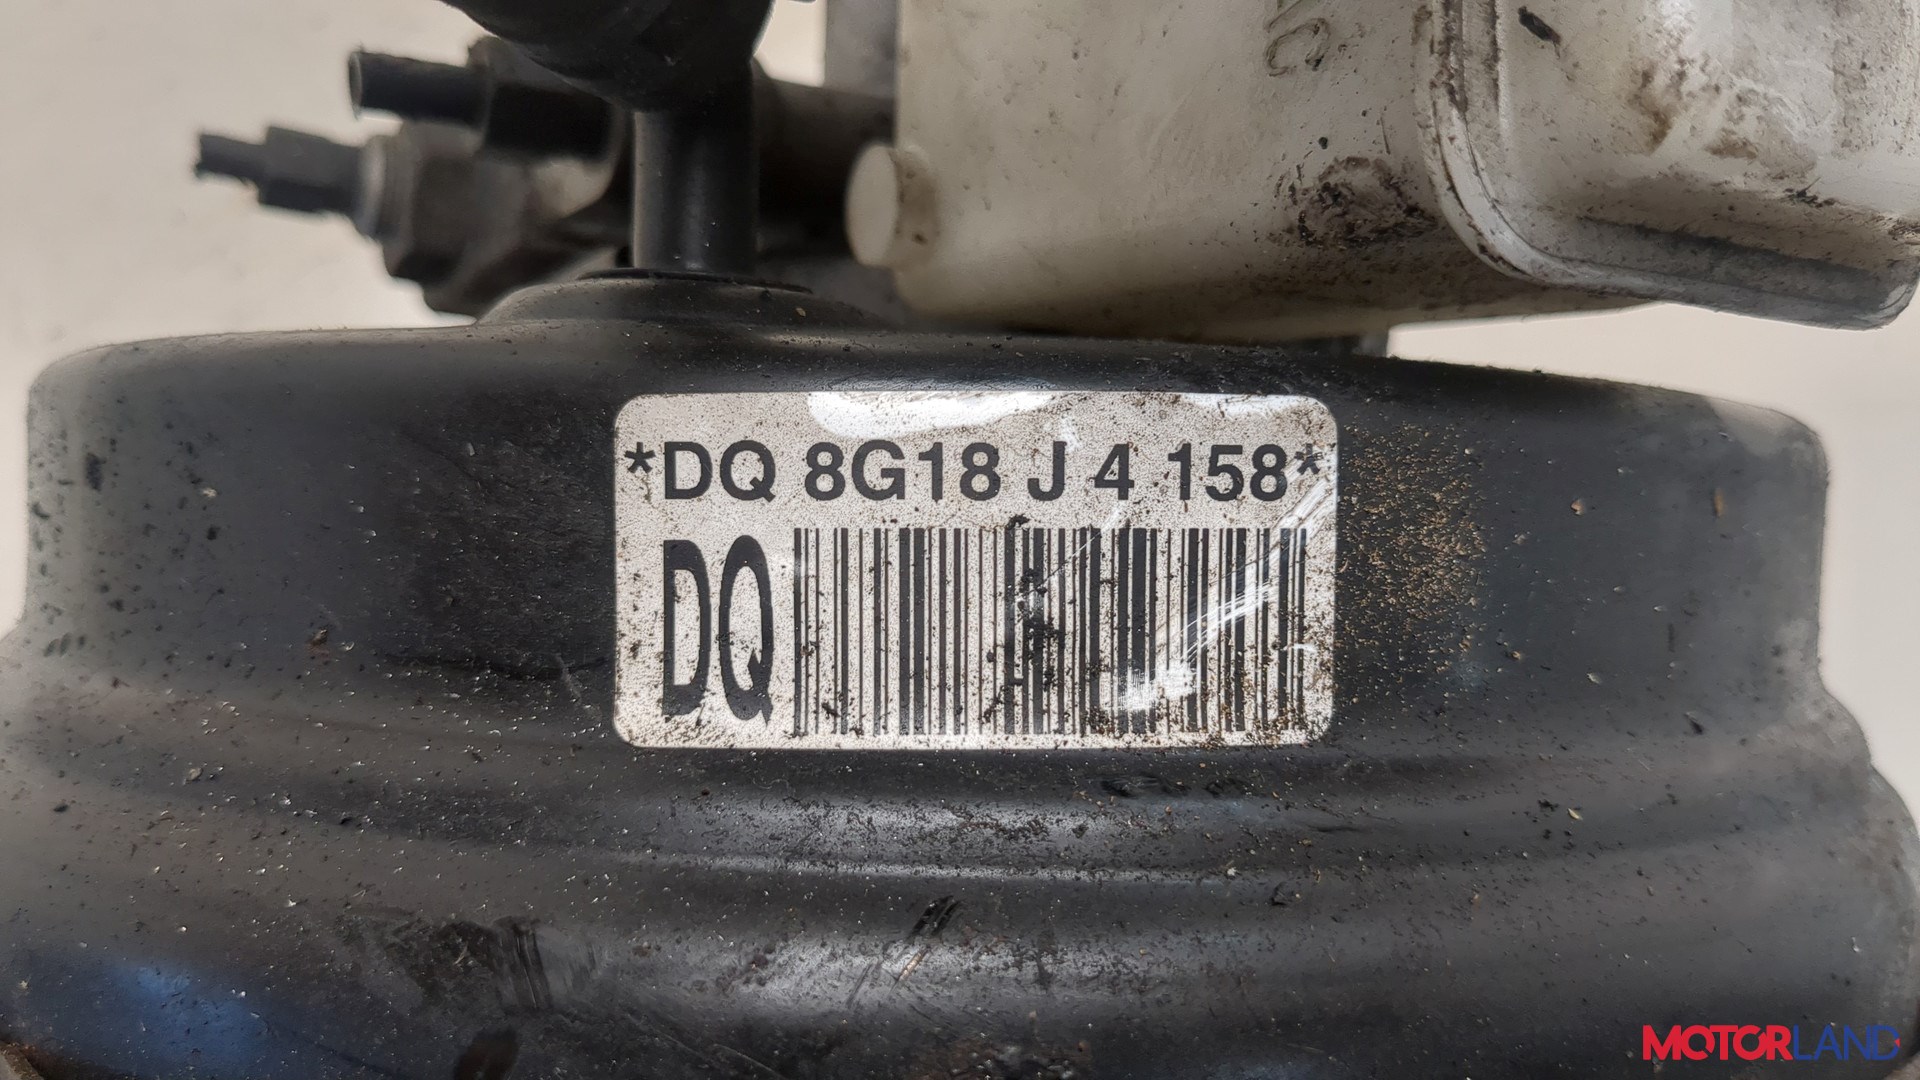 *DQ 8G18 J 4 158*
DQ
MOTORLAND